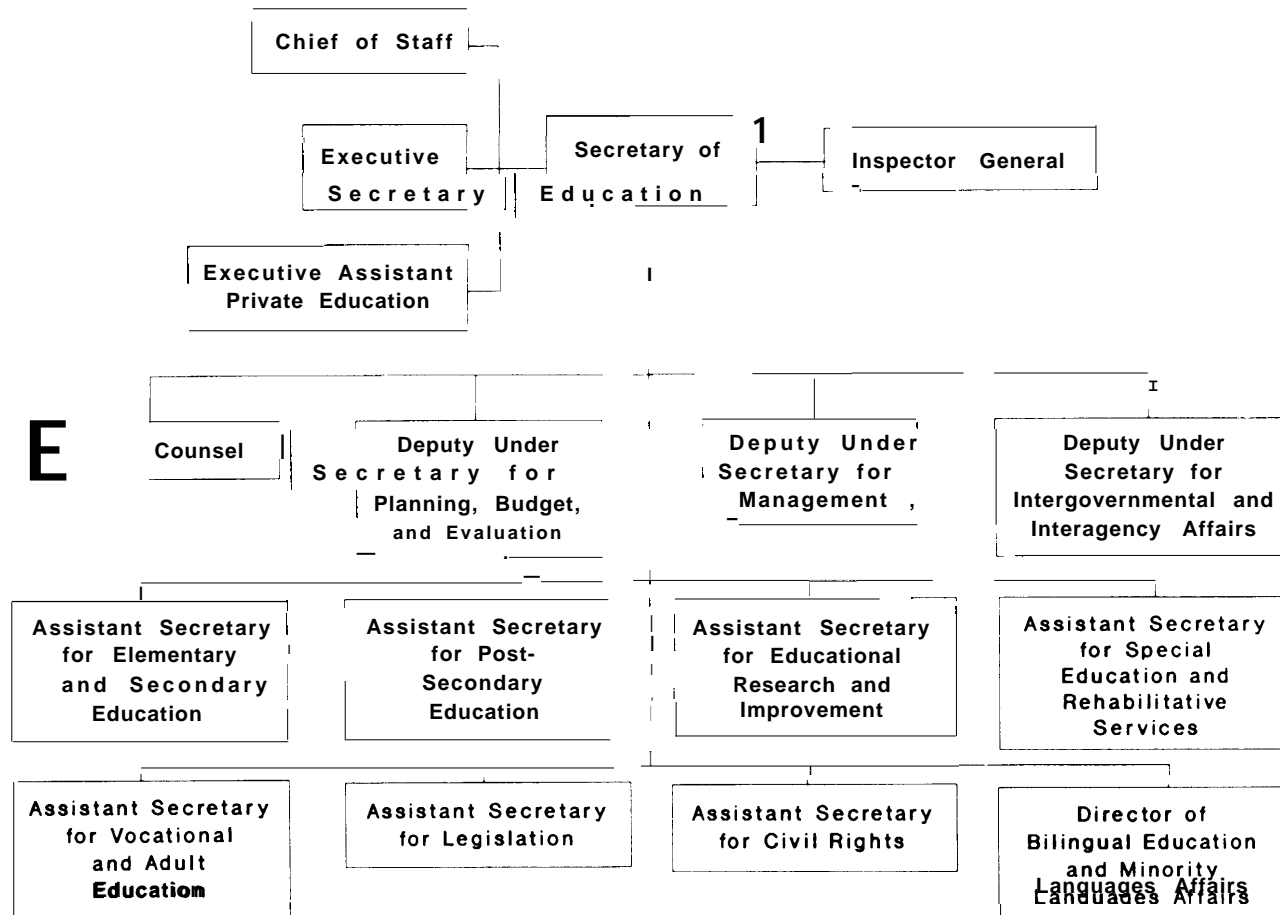 Chief of Staff
Executive
Secretary
Secretary of
Education
1
Inspector General
Executive Assistant
Private Education
E
Counsel
Deputy Under
Secretary for
Planning, Budget,
and Evaluation
Deputy Under
Secretary for
Management ,
Deputy Under
Secretary for
Intergovernmental and
Interagency Affairs
Assistant Secretary
for Elementary
and Secondary
Education
Assistant Secretary
for Post-
Secondary
Education
Assistant Secretary
for Educational
Research and
Improvement
Assistant Secretary
for Special
Education and
Rehabilitative
Services
Assistant Secretary
for Vocational
and Adult
Education
Assistant Secretary
for Legislation
Assistant Secretary
for Civil Rights
Director of
Bilingual Education
and Minority
Languages Affairs